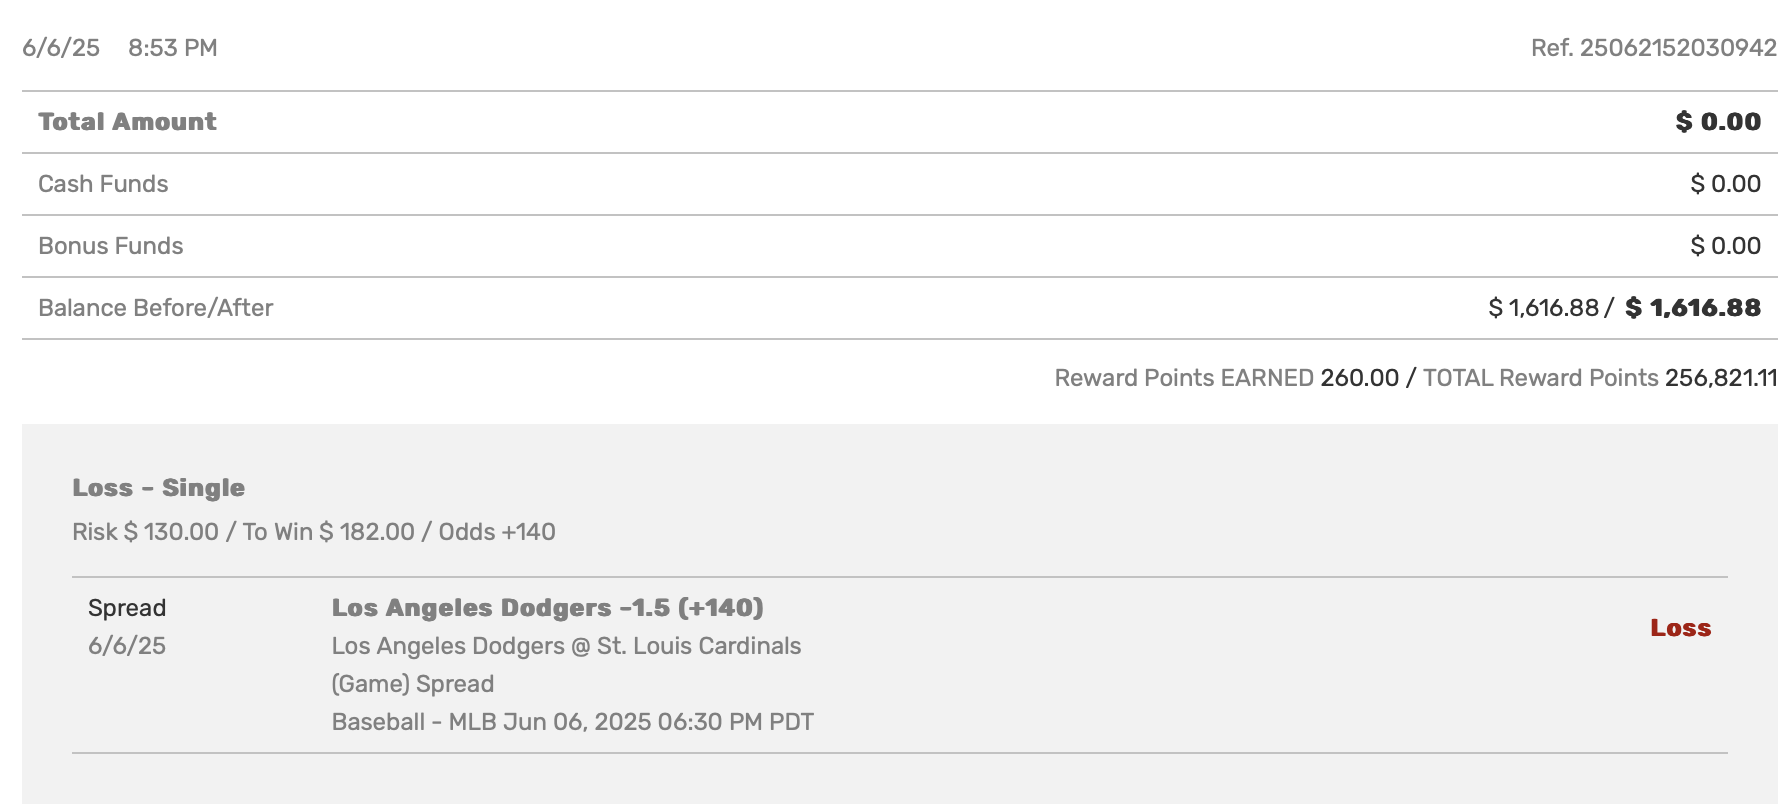 6/6/25 8:53 PM Ref. 25062152030942
Total Amount $ 0.00
Cash Funds $ 0.00
Bonus Funds $ 0.00
Balance Before/After $ 1,616.88 / $ 1,616.88
Reward Points EARNED 260.00 / TOTAL Reward Points 256,821.11
Loss - Single
Risk $ 130.00 / To Win $ 182.00 / Odds +140
Spread Los Angeles Dodgers -1.5 (+140)
6/6/25 Los Angeles Dodgers @ St. Louis Cardinals
Loss
(Game) Spread
Baseball - MLB Jun 06, 2025 06:30 PM PDT